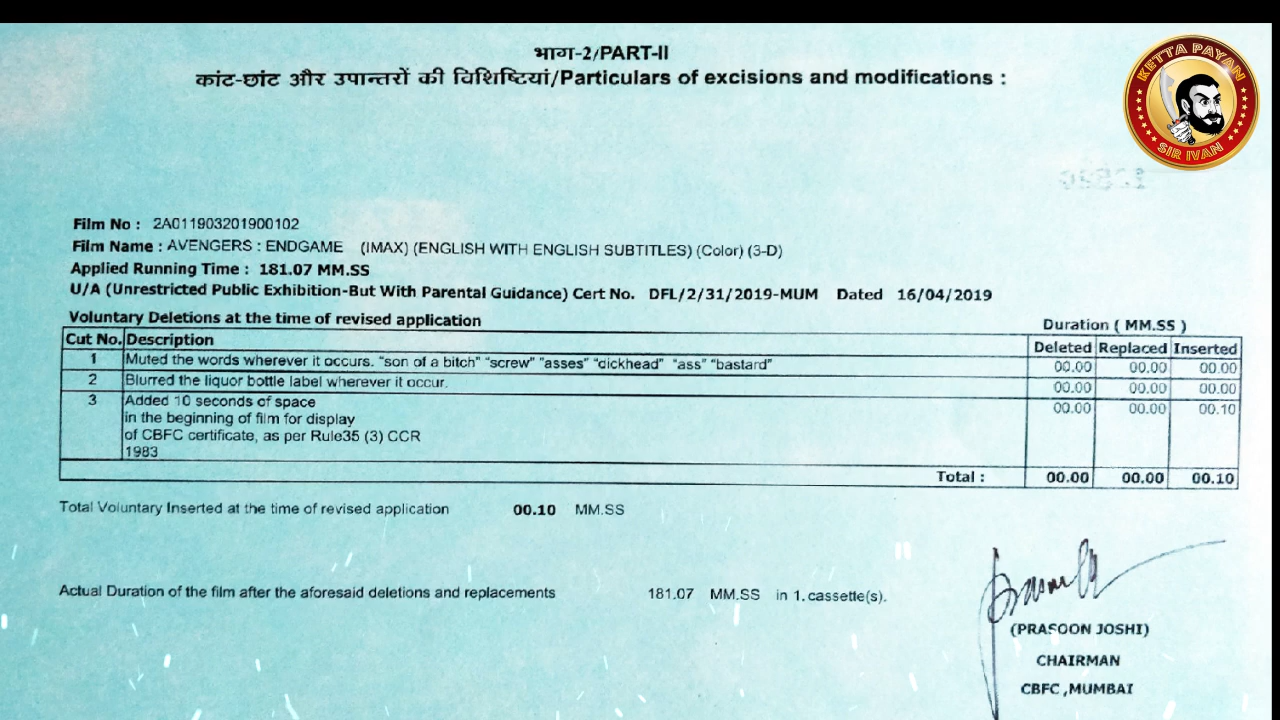 भाग-2/PART-II
कांट-छांट और उपान्तरों की विशिष्टियां/Particulars of excisions and modifications :
KETTA PAYAN
SIR IVAN
Film No : 2A011903201900102
Film Name : AVENGERS : ENDGAME (IMAX) (ENGLISH WITH ENGLISH SUBTITLES) (Color) (3-D)
Applied Running Time : 181.07 MM.SS
U/A (Unrestricted Public Exhibition-But With Parental Guidance) Cert No. DFL/2/31/2019-MUM Dated 16/04/2019
Voluntary Deletions at the time of revised application Duration ( MM.SS )
Cut No. Description Deleted Replaced Inserted
1 Muted the words wherever it occurs. "son of a bitch" "screw" "asses" "dickhead" "ass" "bastard" 00.00 00.00 00.00
2 Blurred the liquor bottle label wherever it occur. 00.00 00.00 00.00
3 Added 10 seconds of space 00.00 00.00 00.10
in the beginning of film for display
of CBFC certificate, as per Rule35 (3) CCR
1983
Total : 00.00 00.00 00.10
Total Voluntary Inserted at the time of revised application 00.10 MM.SS
Actual Duration of the film after the aforesaid deletions and replacements 181.07 MM.SS in 1.cassette(s).
(PRASOON JOSHI)
CHAIRMAN
CBFC ,MUMBAI